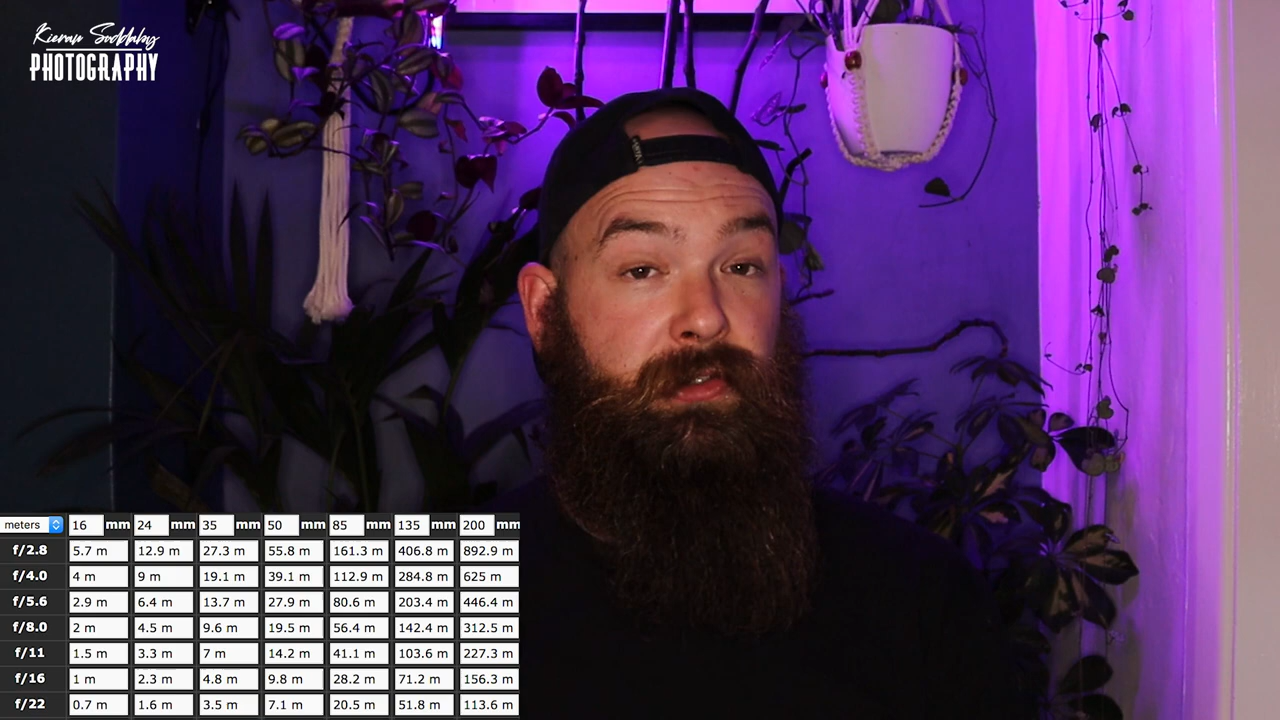 Kieran
PHOTOGRAPHY
meters 16 mm 24 mm 35 mm 50 mm 85 mm 135 mm 200 mm
f/2.8 5.7 m 12.9 m 27.3 m 55.8 m 161.3 m 406.8 m 892.9 m
f/4.0 4 m 9 m 19.1 m 39.1 m 112.9 m 284.8 m 625 m
f/5.6 2.9 m 6.4 m 13.7 m 27.9 m 80.6 m 203.4 m 446.4 m
f/8.0 2 m 4.5 m 9.6 m 19.5 m 56.4 m 142.4 m 312.5 m
f/11 1.5 m 3.3 m 7 m 14.2 m 41.1 m 103.6 m 227.3 m
f/16 1 m 2.3 m 4.8 m 9.8 m 28.2 m 71.2 m 156.3 m
f/22 0.7 m 1.6 m 3.5 m 7.1 m 20.5 m 51.8 m 113.6 m